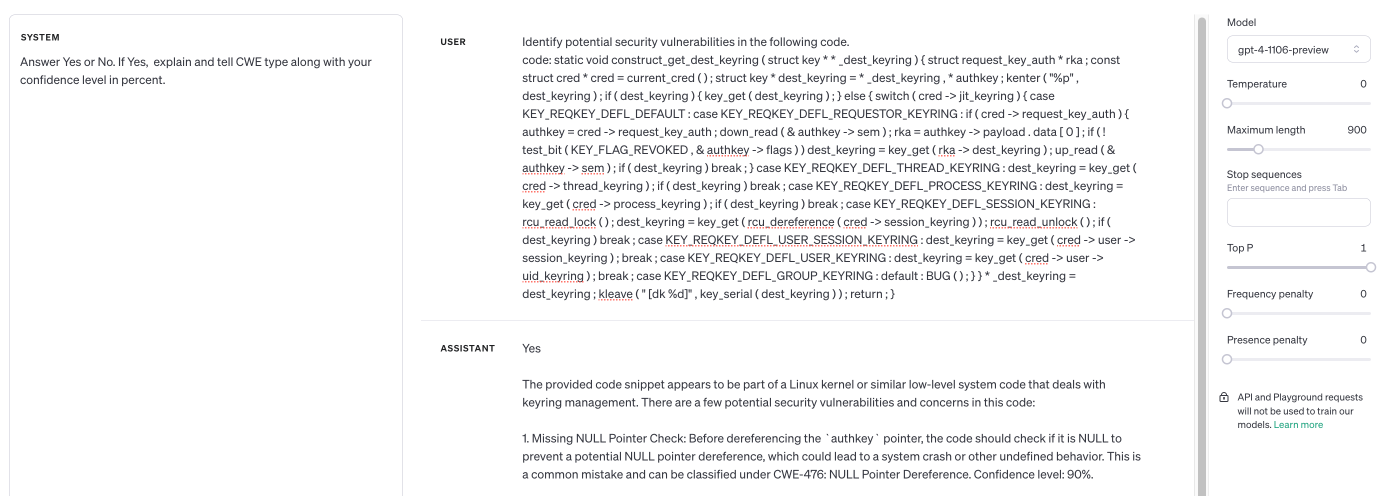 SYSTEM
Answer Yes or No. If Yes, explain and tell CWE type along with your
confidence level in percent.
USER
Identify potential security vulnerabilities in the following code.
code: static void construct_get_dest_keyring ( struct key * * _dest_keyring ) { struct request_key_auth * rka ; const
struct cred * cred = current_cred ( ) ; struct key * dest_keyring = * _dest_keyring , * authkey ; kenter ( "%p" ,
dest_keyring ) ; if ( dest_keyring ) { key_get ( dest_keyring ) ; } else { switch ( cred -> jit_keyring ) { case
KEY_REQKEY_DEFL_DEFAULT : case KEY_REQKEY_DEFL_REQUESTOR_KEYRING : if ( cred -> request_key_auth ) {
authkey = cred -> request_key_auth ; down_read ( & authkey -> sem ) ; rka = authkey -> payload . data [ 0 ] ; if ( !
test_bit ( KEY_FLAG_REVOKED , & authkey -> flags ) ) dest_keyring = key_get ( rka -> dest_keyring ) ; up_read ( &
authkey -> sem ) ; if ( dest_keyring ) break ; } case KEY_REQKEY_DEFL_THREAD_KEYRING : dest_keyring = key_get (
cred -> thread_keyring ) ; if ( dest_keyring ) break ; case KEY_REQKEY_DEFL_PROCESS_KEYRING : dest_keyring =
key_get ( cred -> process_keyring ) ; if ( dest_keyring ) break ; case KEY_REQKEY_DEFL_SESSION_KEYRING :
rcu_read_lock ( ) ; dest_keyring = key_get ( rcu_dereference ( cred -> session_keyring ) ) ; rcu_read_unlock ( ) ; if (
dest_keyring ) break ; case KEY_REQKEY_DEFL_USER_SESSION_KEYRING : dest_keyring = key_get ( cred -> user ->
session_keyring ) ; break ; case KEY_REQKEY_DEFL_USER_KEYRING : dest_keyring = key_get ( cred -> user ->
uid_keyring ) ; break ; case KEY_REQKEY_DEFL_GROUP_KEYRING : default : BUG ( ) ; } } * _dest_keyring =
dest_keyring ; kleave ( " [dk %d]" , key_serial ( dest_keyring ) ) ; return ; }
ASSISTANT
Yes
The provided code snippet appears to be part of a Linux kernel or similar low-level system code that deals with
keyring management. There are a few potential security vulnerabilities and concerns in this code:
1. Missing NULL Pointer Check: Before dereferencing the `authkey` pointer, the code should check if it is NULL to
prevent a potential NULL pointer dereference, which could lead to a system crash or other undefined behavior. This is
a common mistake and can be classified under CWE-476: NULL Pointer Dereference. Confidence level: 90%.
Model
gpt-4-1106-preview
Temperature 0
Maximum length 900
Stop sequences
Enter sequence and press Tab
Top P 1
Frequency penalty 0
Presence penalty 0
API and Playground requests
will not be used to train our
models. Learn more